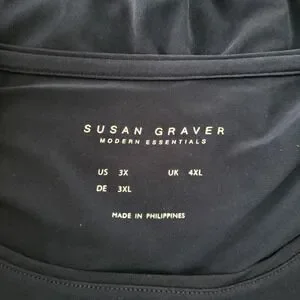 SUSAN GRAVER
MODERN ESSENTIALS
US 3X UK 4XL
DE 3XL
MADE IN PHILIPPINES